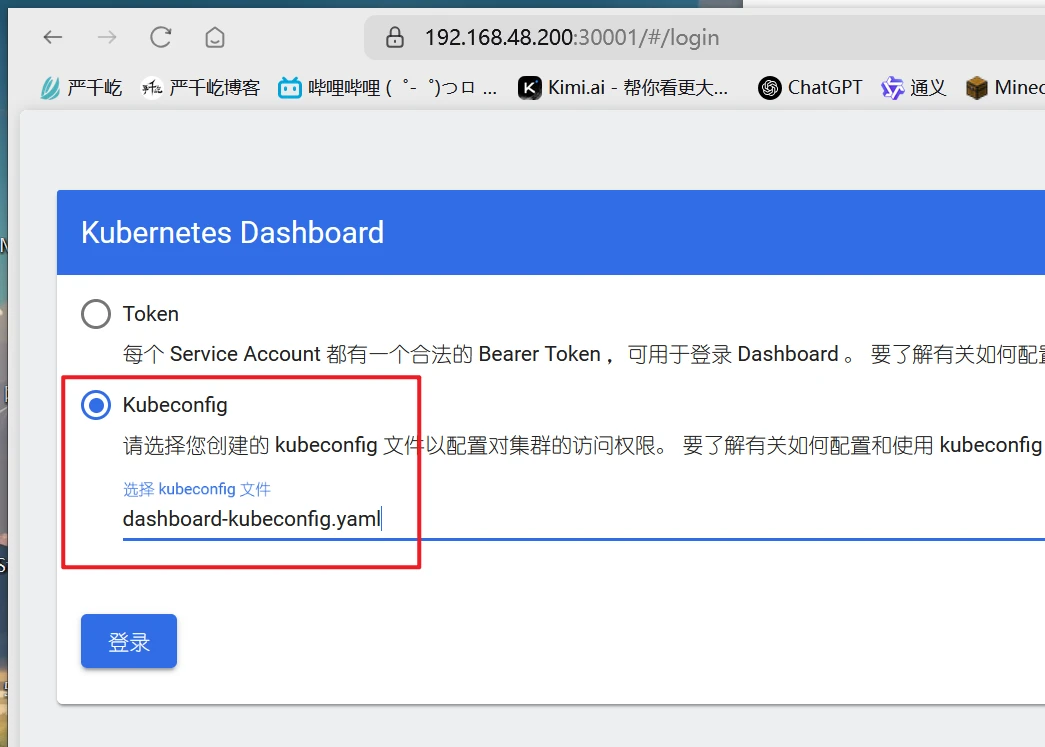 192.168.48.200:30001/#/login
严千屹 严千屹博客 哔哩哔哩 ( ゜- ゜)つロ ... Kimi.ai - 帮你看更大... ChatGPT 通义 Minec
Kubernetes Dashboard
Token
每个 Service Account 都有一个合法的 Bearer Token ，可用于登录 Dashboard 。 要了解有关如何配置
Kubeconfig
请选择您创建的 kubeconfig 文件以配置对集群的访问权限。 要了解有关如何配置和使用 kubeconfig
选择 kubeconfig 文件
dashboard-kubeconfig.yaml
登录